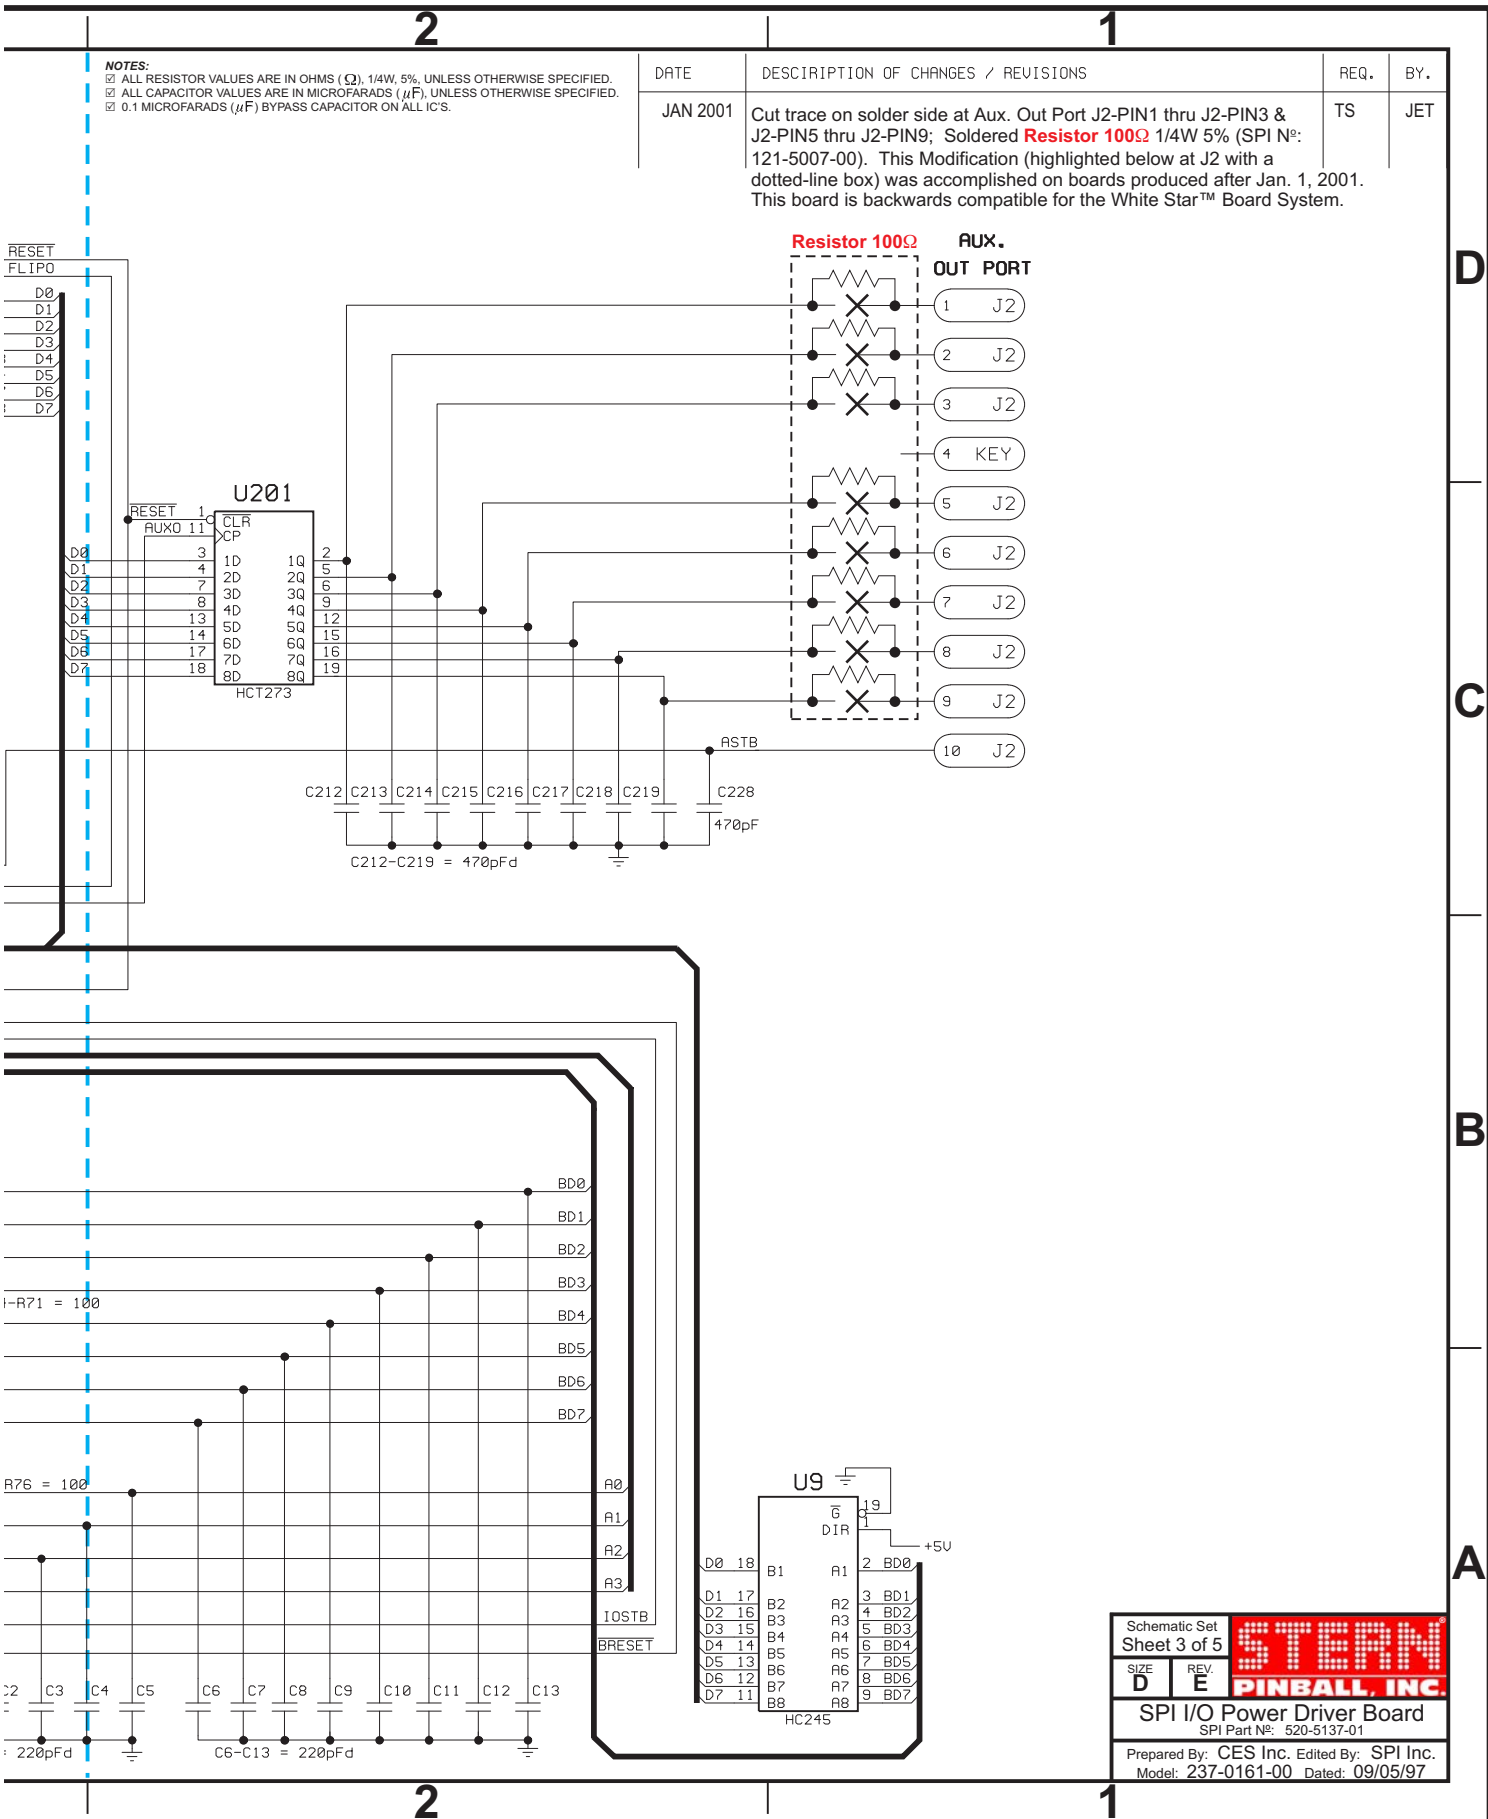 2
1
NOTES:
☑ ALL RESISTOR VALUES ARE IN OHMS (Ω), 1/4W, 5%, UNLESS OTHERWISE SPECIFIED.
☑ ALL CAPACITOR VALUES ARE IN MICROFARADS (µF), UNLESS OTHERWISE SPECIFIED.
☑ 0.1 MICROFARADS (µF) BYPASS CAPACITOR ON ALL IC'S.
DATE DESCIRIPTION OF CHANGES / REVISIONS REQ. BY.
JAN 2001 Cut trace on solder side at Aux. Out Port J2-PIN1 thru J2-PIN3 & TS JET
J2-PIN5 thru J2-PIN9; Soldered Resistor 100Ω 1/4W 5% (SPI Nº:
121-5007-00). This Modification (highlighted below at J2 with a
dotted-line box) was accomplished on boards produced after Jan. 1, 2001.
This board is backwards compatible for the White Star™ Board System.
Resistor 100Ω AUX.
OUT PORT
D
RESET
FLIPO
D0
D1
D2
D3
D4
D5
D6
D7
1 J2
2 J2
3 J2
4 KEY
5 J2
6 J2
7 J2
8 J2
9 J2
10 J2
U201
RESET 1 CLR
AUXO 11 CP
D0 3 1D 1Q 2
D1 4 2D 2Q 5
D2 7 3D 3Q 6
D3 8 4D 4Q 9
D4 13 5D 5Q 12
D5 14 6D 6Q 15
D6 17 7D 7Q 16
D7 18 8D 8Q 19
HCT273
C
ASTB
C212 C213 C214 C215 C216 C217 C218 C219 C228
470pF
C212-C219 = 470pFd
B
BD0
BD1
BD2
BD3
-R71 = 100
BD4
BD5
BD6
BD7
R76 = 100
A0
A1
A2
A3
IOSTB
BRESET
C2 C3 C4 C5 C6 C7 C8 C9 C10 C11 C12 C13
= 220pFd
C6-C13 = 220pFd
U9
G 19
DIR 1
+5V
D0 18 B1 A1 2 BD0
D1 17 B2 A2 3 BD1
D2 16 B3 A3 4 BD2
D3 15 B4 A4 5 BD3
D4 14 B5 A5 6 BD4
D5 13 B6 A6 7 BD5
D6 12 B7 A7 8 BD6
D7 11 B8 A8 9 BD7
HC245
A
Schematic Set
Sheet 3 of 5
SIZE D
REV. E
STERN®
PINBALL, INC.
SPI I/O Power Driver Board
SPI Part Nº: 520-5137-01
Prepared By: CES Inc. Edited By: SPI Inc.
Model: 237-0161-00 Dated: 09/05/97
2
1